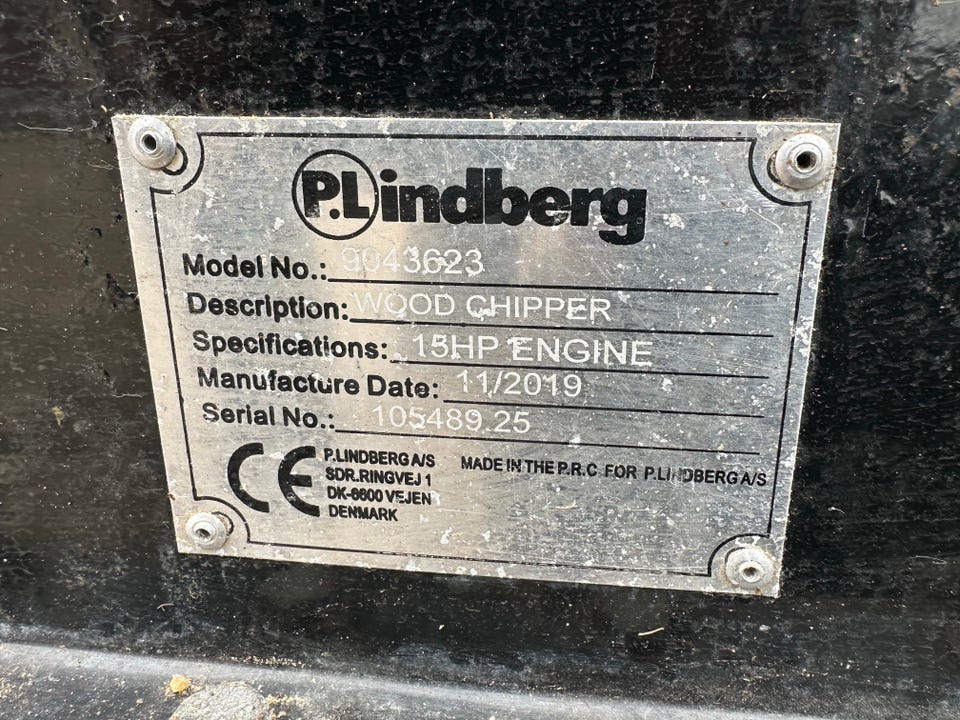 P.Lindberg
Model No.: 9043623
Description: WOOD CHIPPER
Specifications: 15HP ENGINE
Manufacture Date: 11/2019
Serial No.: 105489.25
CE
P.LINDBERG A/S
SDR.RINGVEJ 1
DK-6600 VEJEN
DENMARK
MADE IN THE P.R.C FOR P.LINDBERG A/S